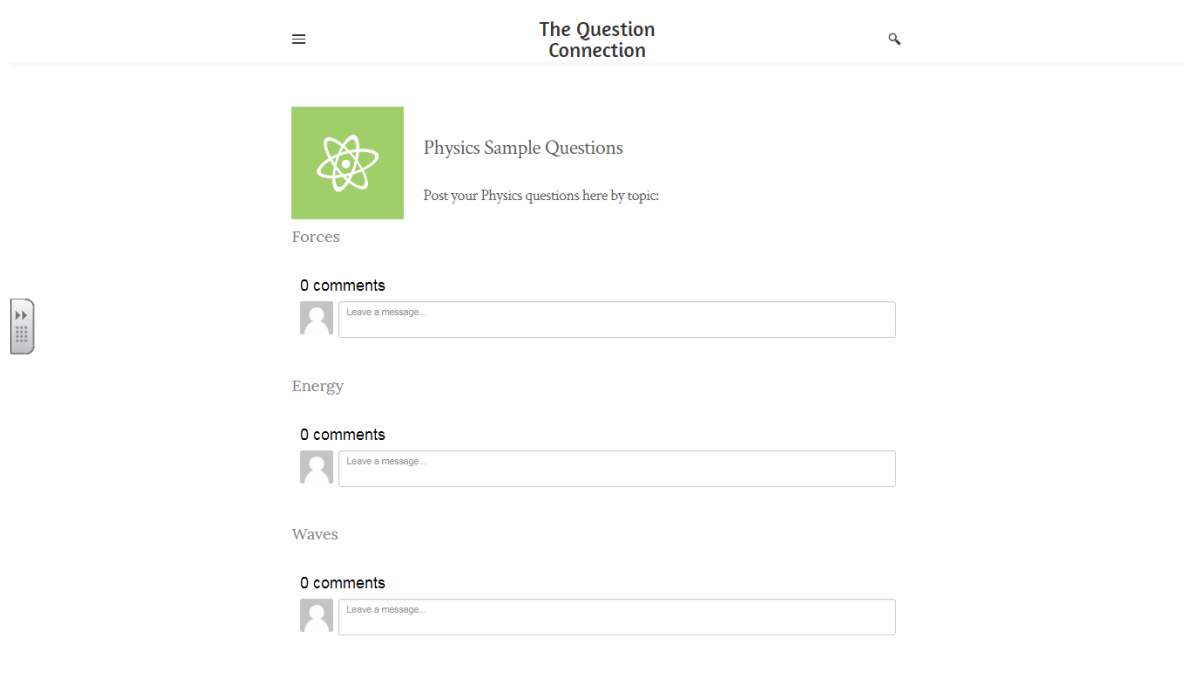 The Question
Connection
Physics Sample Questions
Post your Physics questions here by topic:
Forces
0 comments
Leave a message...
Energy
0 comments
Leave a message...
Waves
0 comments
Leave a message...